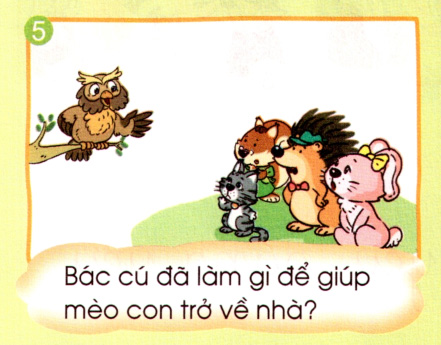 5
Bác cú đã làm gì để giúp
mèo con trở về nhà?